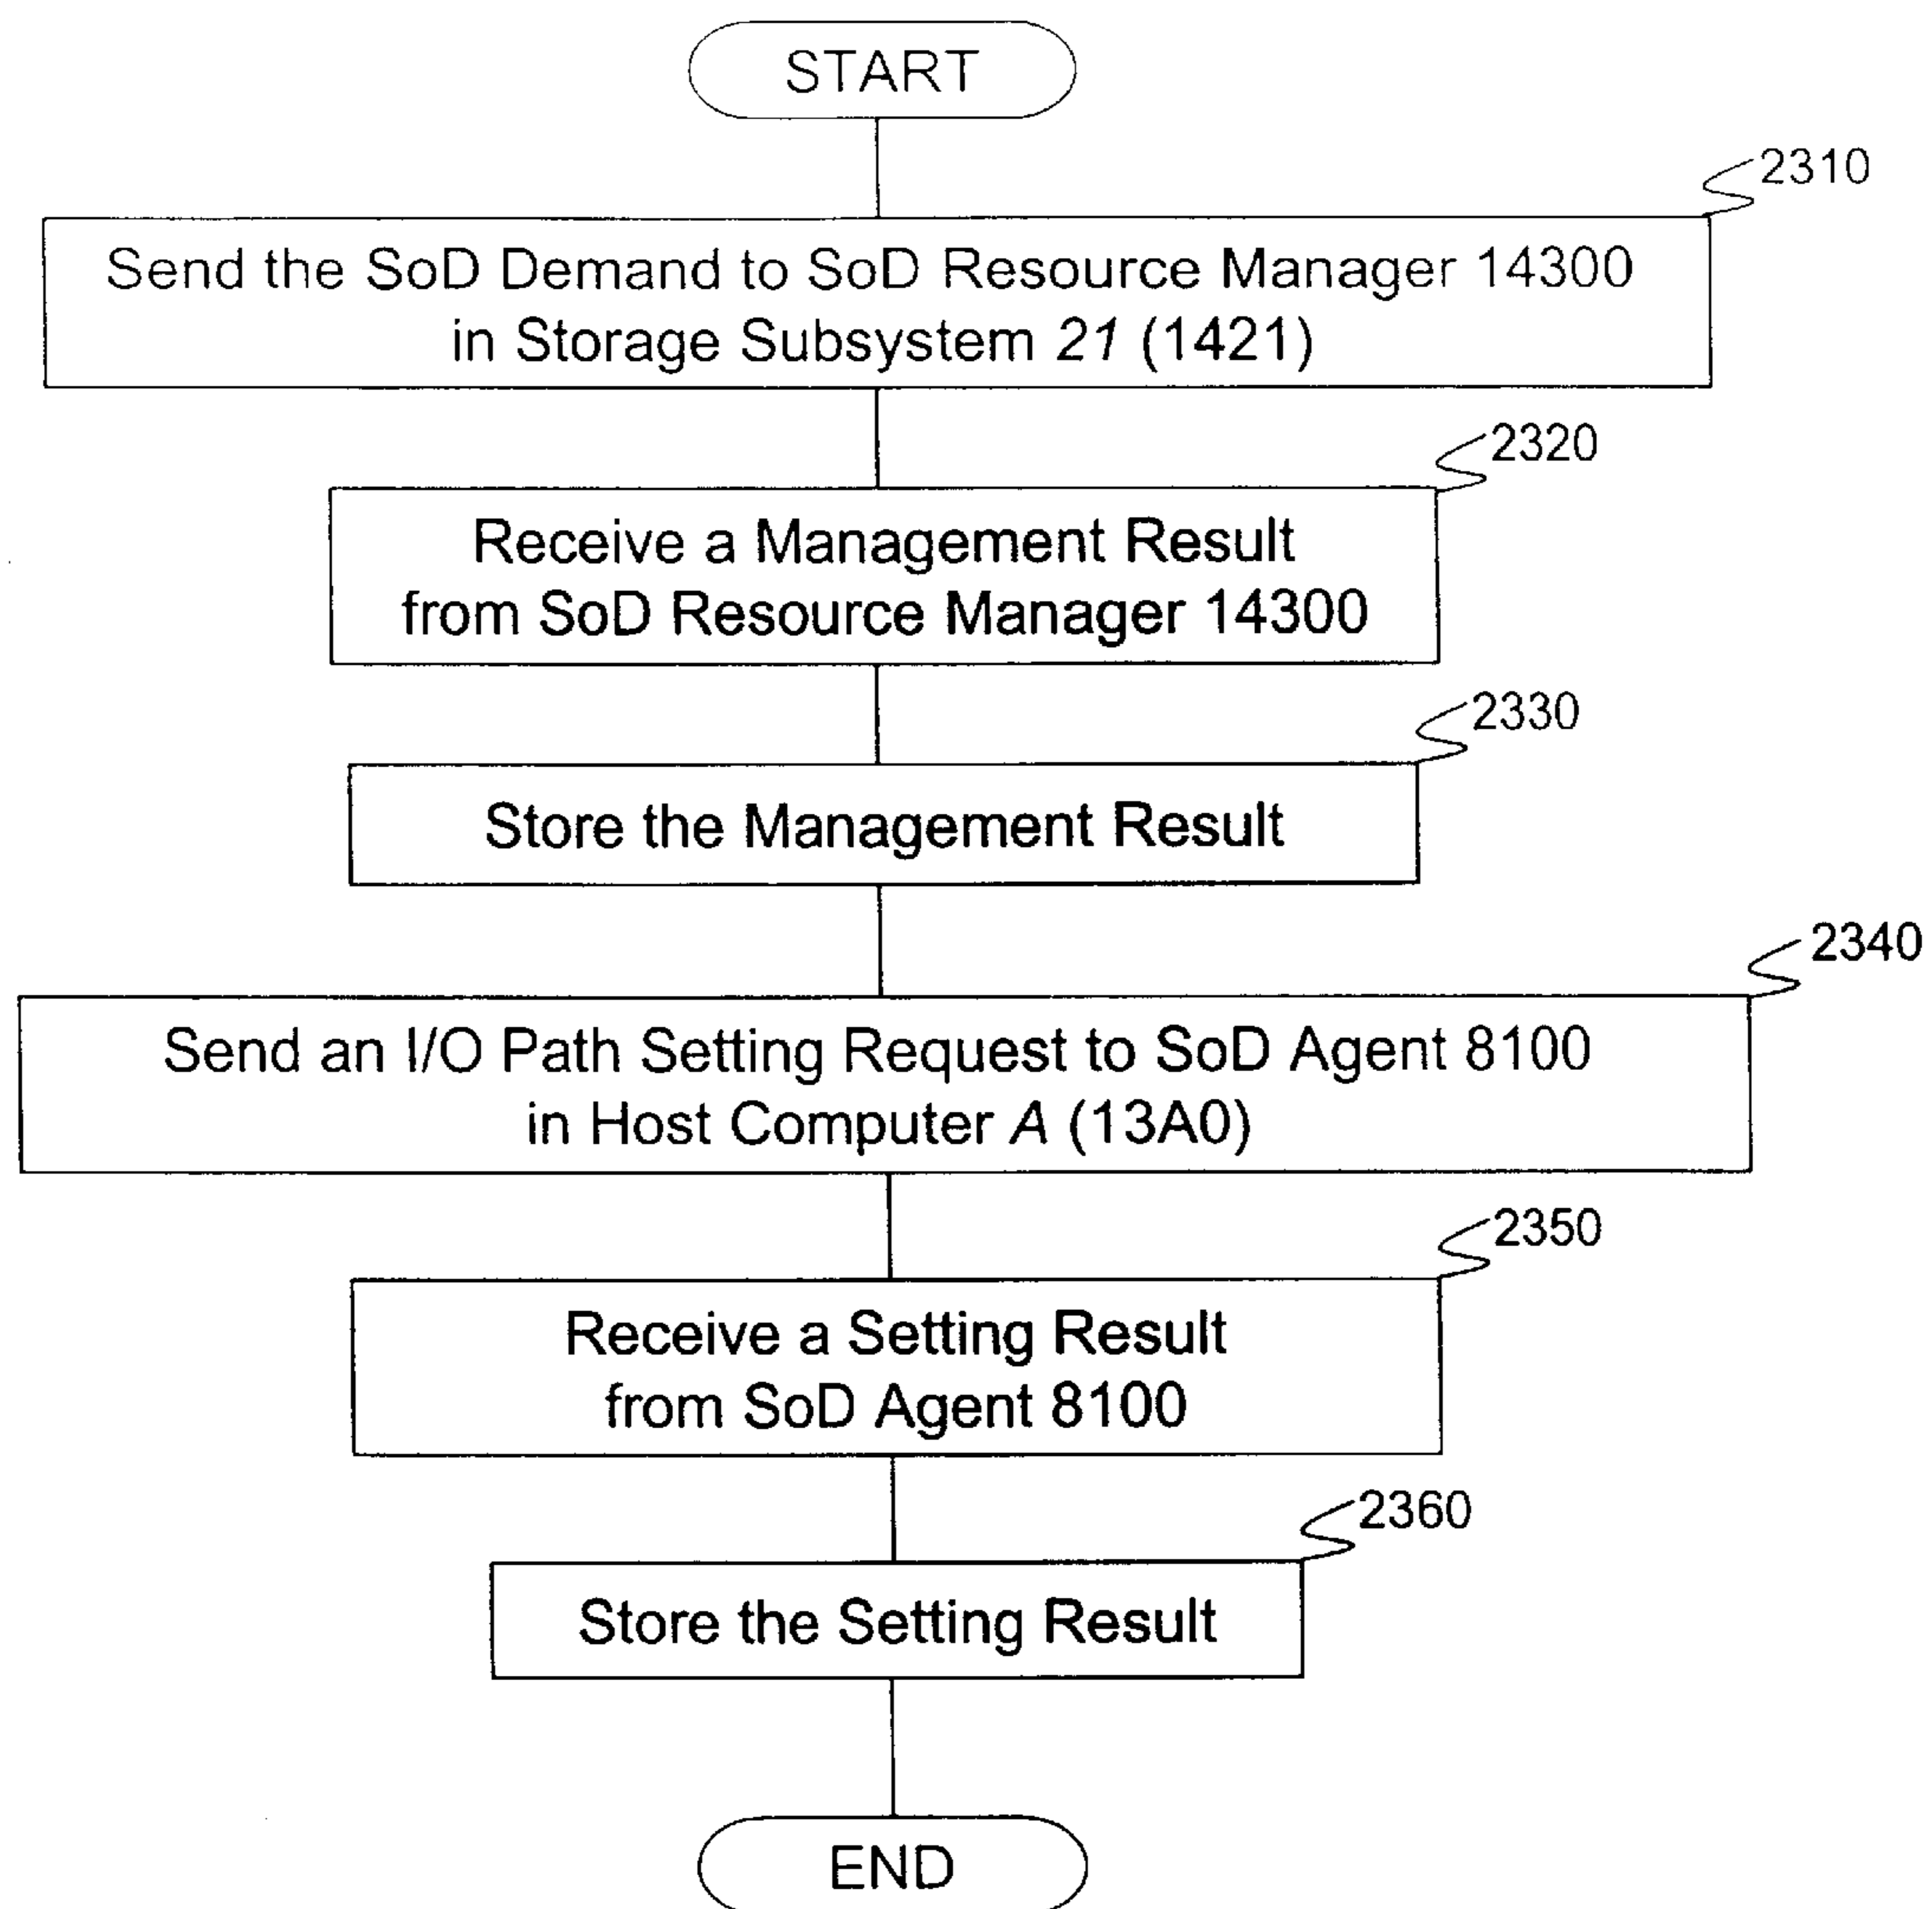 START
2310
Send the SoD Demand to SoD Resource Manager 14300
in Storage Subsystem 21 (1421)
2320
Receive a Management Result
from SoD Resource Manager 14300
2330
Store the Management Result
2340
Send an I/O Path Setting Request to SoD Agent 8100
in Host Computer A (13A0)
2350
Receive a Setting Result
from SoD Agent 8100
2360
Store the Setting Result
END